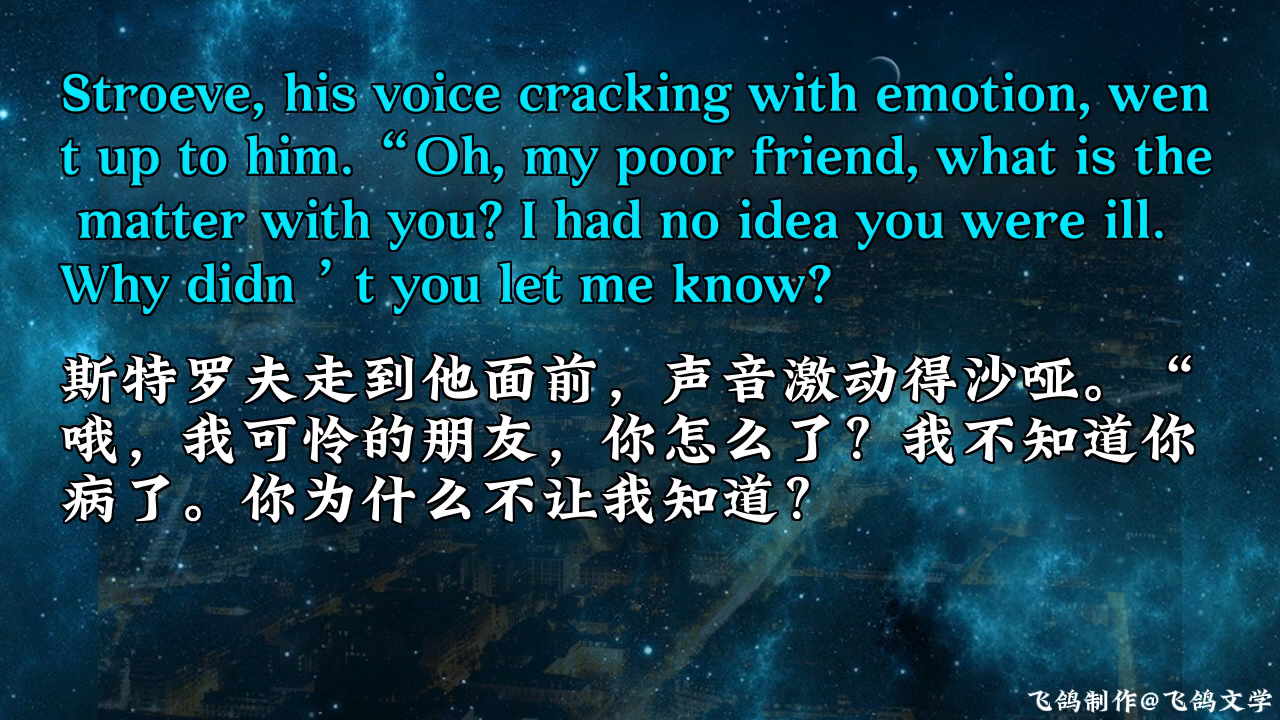 Stroeve, his voice cracking with emotion, wen
t up to him. “Oh, my poor friend, what is the
matter with you? I had no idea you were ill.
Why didn ’ t you let me know?
斯特罗夫走到他面前，声音激动得沙哑。“
哦，我可怜的朋友，你怎么了？我不知道你
病了。你为什么不让我知道？
飞鸽制作@飞鸽文学